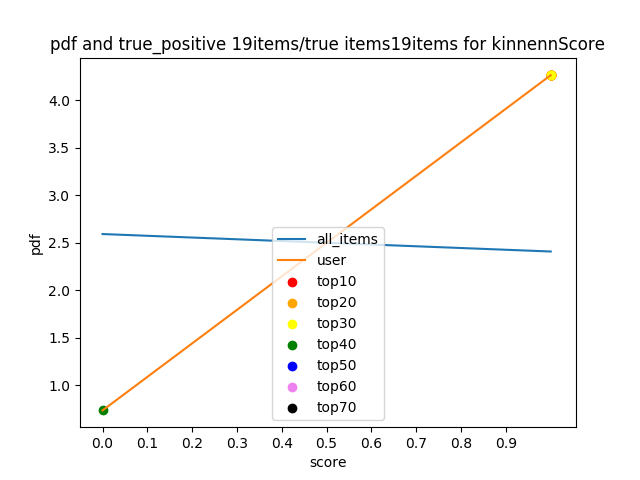 pdf and true_positive 19items/true items19items for kinnennScore
4.0
3.5
3.0
2.5
2.0
1.5
1.0
pdf
all_items
user
top10
top20
top30
top40
top50
top60
top70
0.0 0.1 0.2 0.3 0.4 0.5 0.6 0.7 0.8 0.9
score